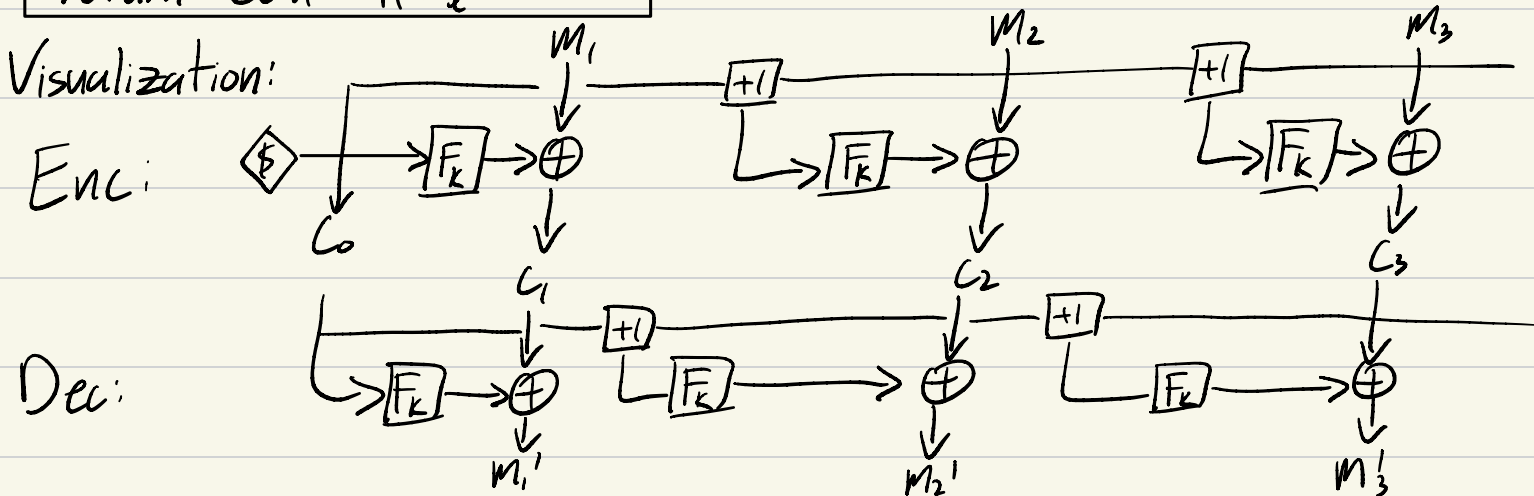 M₁ M₂ M₃
Visualization: +1 +1
Enc: $ Fₖ ⊕ Fₖ ⊕ Fₖ ⊕
C₀ C₁ C₂ C₃
+1 +1
Dec: Fₖ ⊕ Fₖ ⊕ Fₖ ⊕
M₁' M₂' M₃'